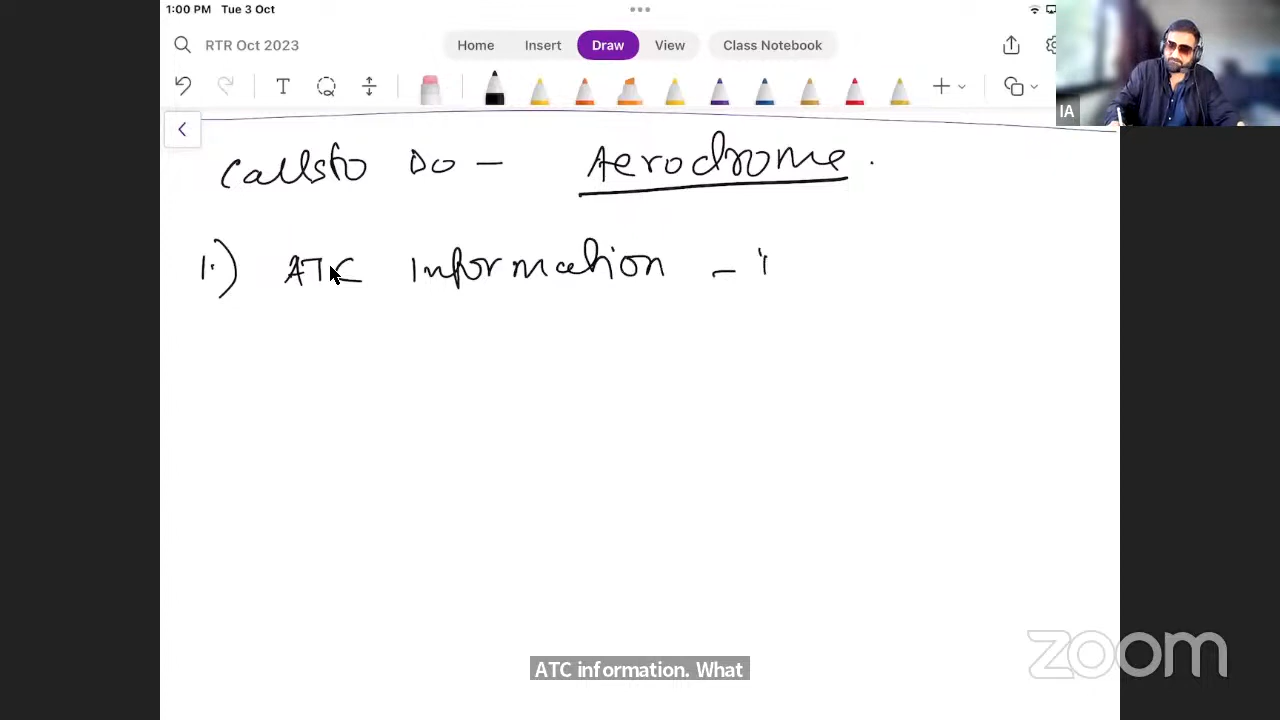 1:00 PM Tue 3 Oct
RTR Oct 2023
Home Insert Draw View Class Notebook
IA
Callsto Do - Aerodrome.
1.) ATC Information - '
ATC information. What
zoom